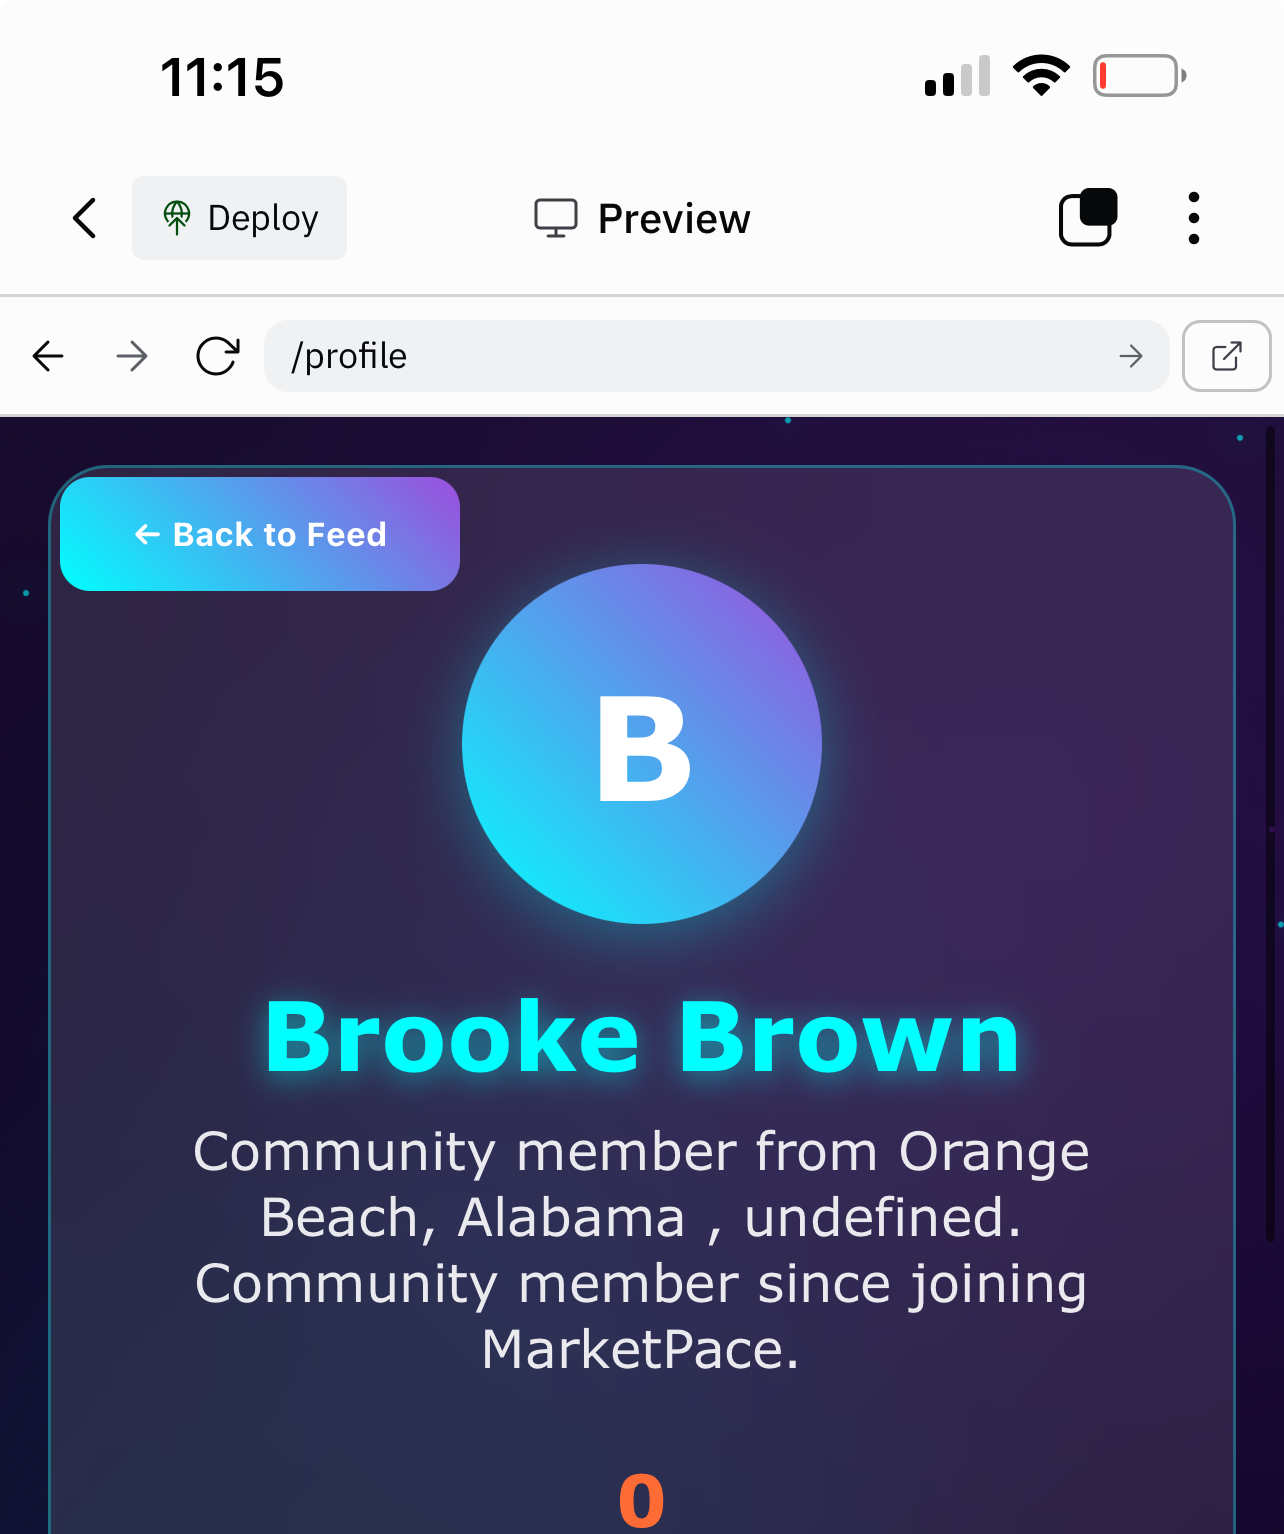 11:15
Deploy
Preview
/profile
← Back to Feed
B
Brooke Brown
Community member from Orange
Beach, Alabama , undefined.
Community member since joining
MarketPace.
0